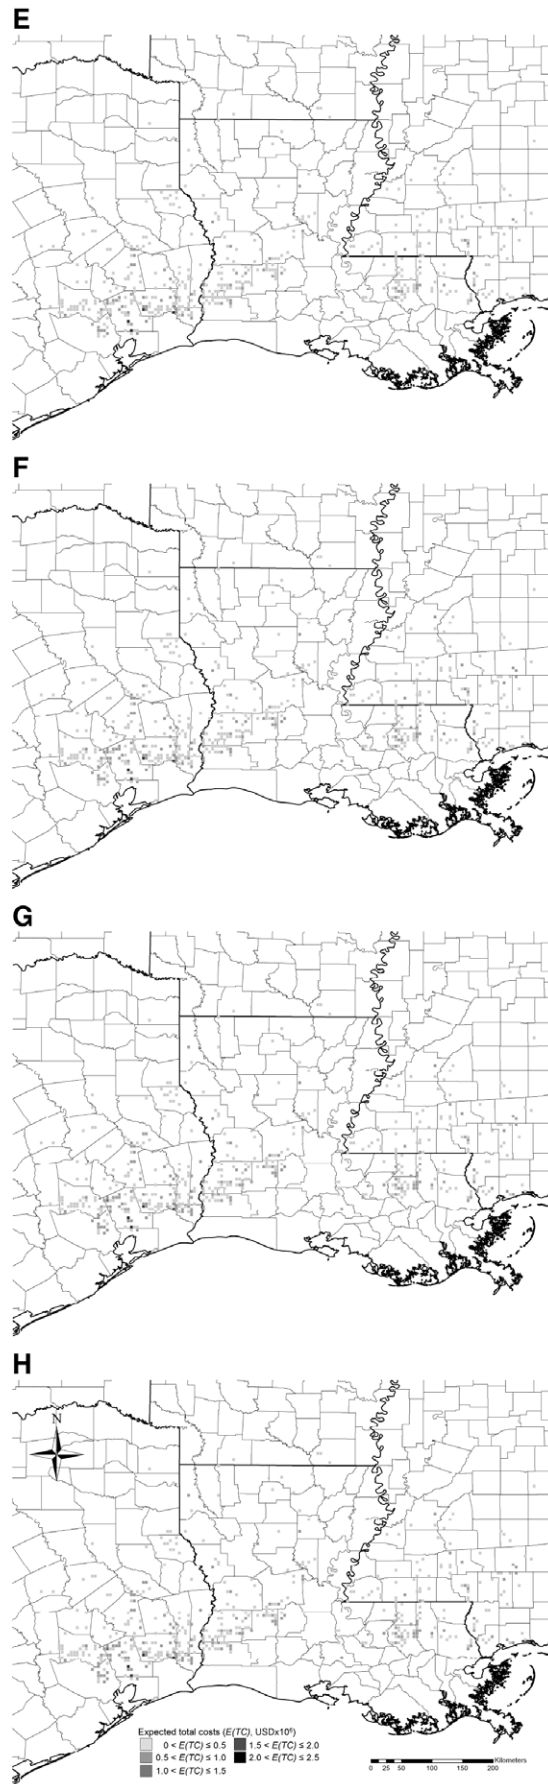 E
F
G
H
N
Expected total costs (E(TC), USDx10⁶)
0 < E(TC) ≤ 0.5
1.5 < E(TC) ≤ 2.0
0.5 < E(TC) ≤ 1.0
2.0 < E(TC) ≤ 2.5
1.0 < E(TC) ≤ 1.5
Kilometers
0 25 50 100 150 200